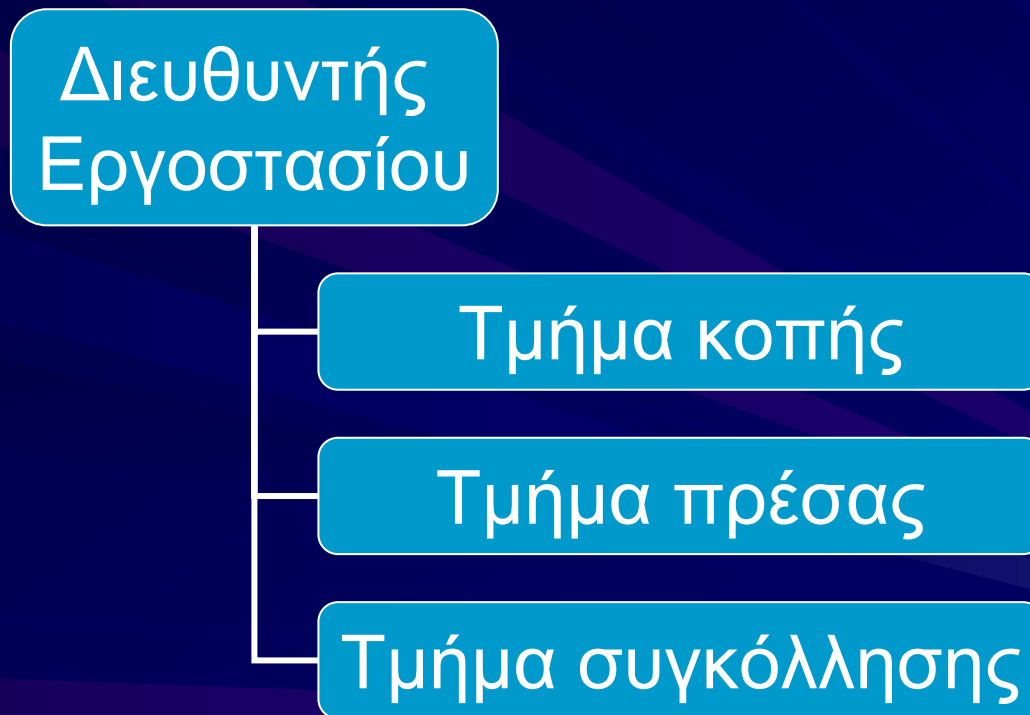 Διευθυντής
Εργοστασίου
Τμήμα κοπής
Τμήμα πρέσας
Τμήμα συγκόλλησης